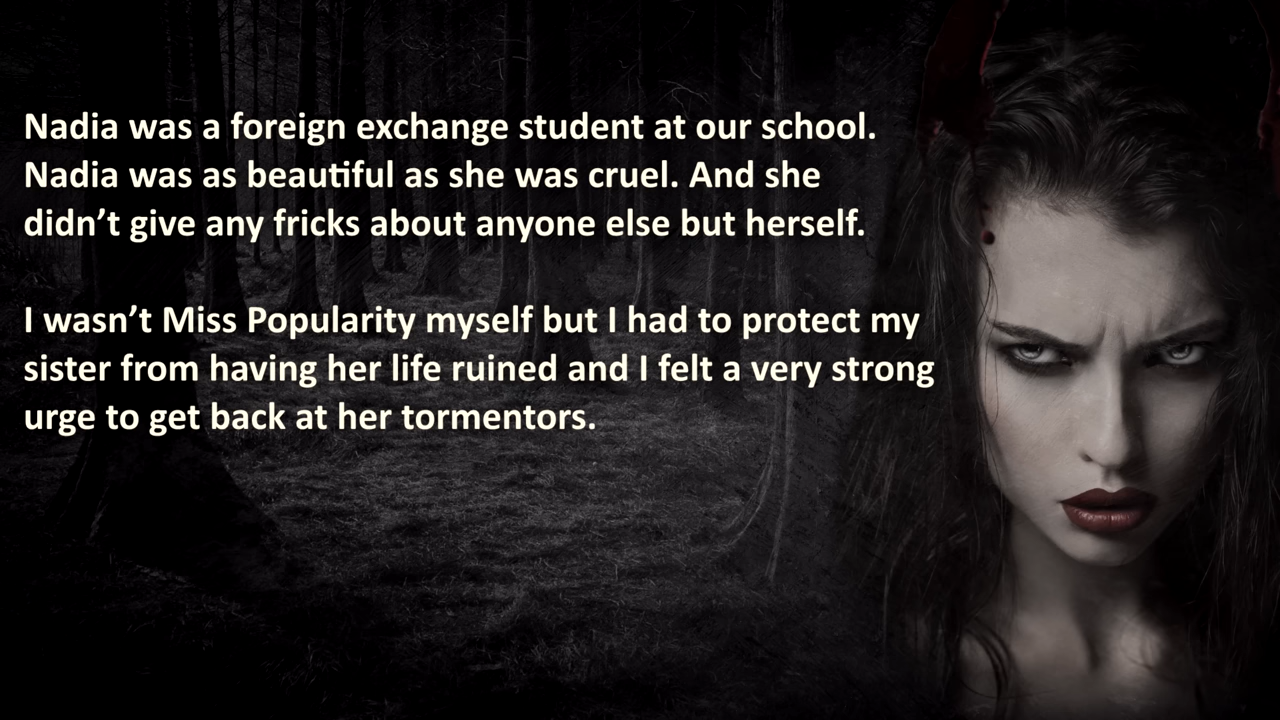 Nadia was a foreign exchange student at our school.
Nadia was as beautiful as she was cruel. And she
didn’t give any fricks about anyone else but herself.
I wasn’t Miss Popularity myself but I had to protect my
sister from having her life ruined and I felt a very strong
urge to get back at her tormentors.